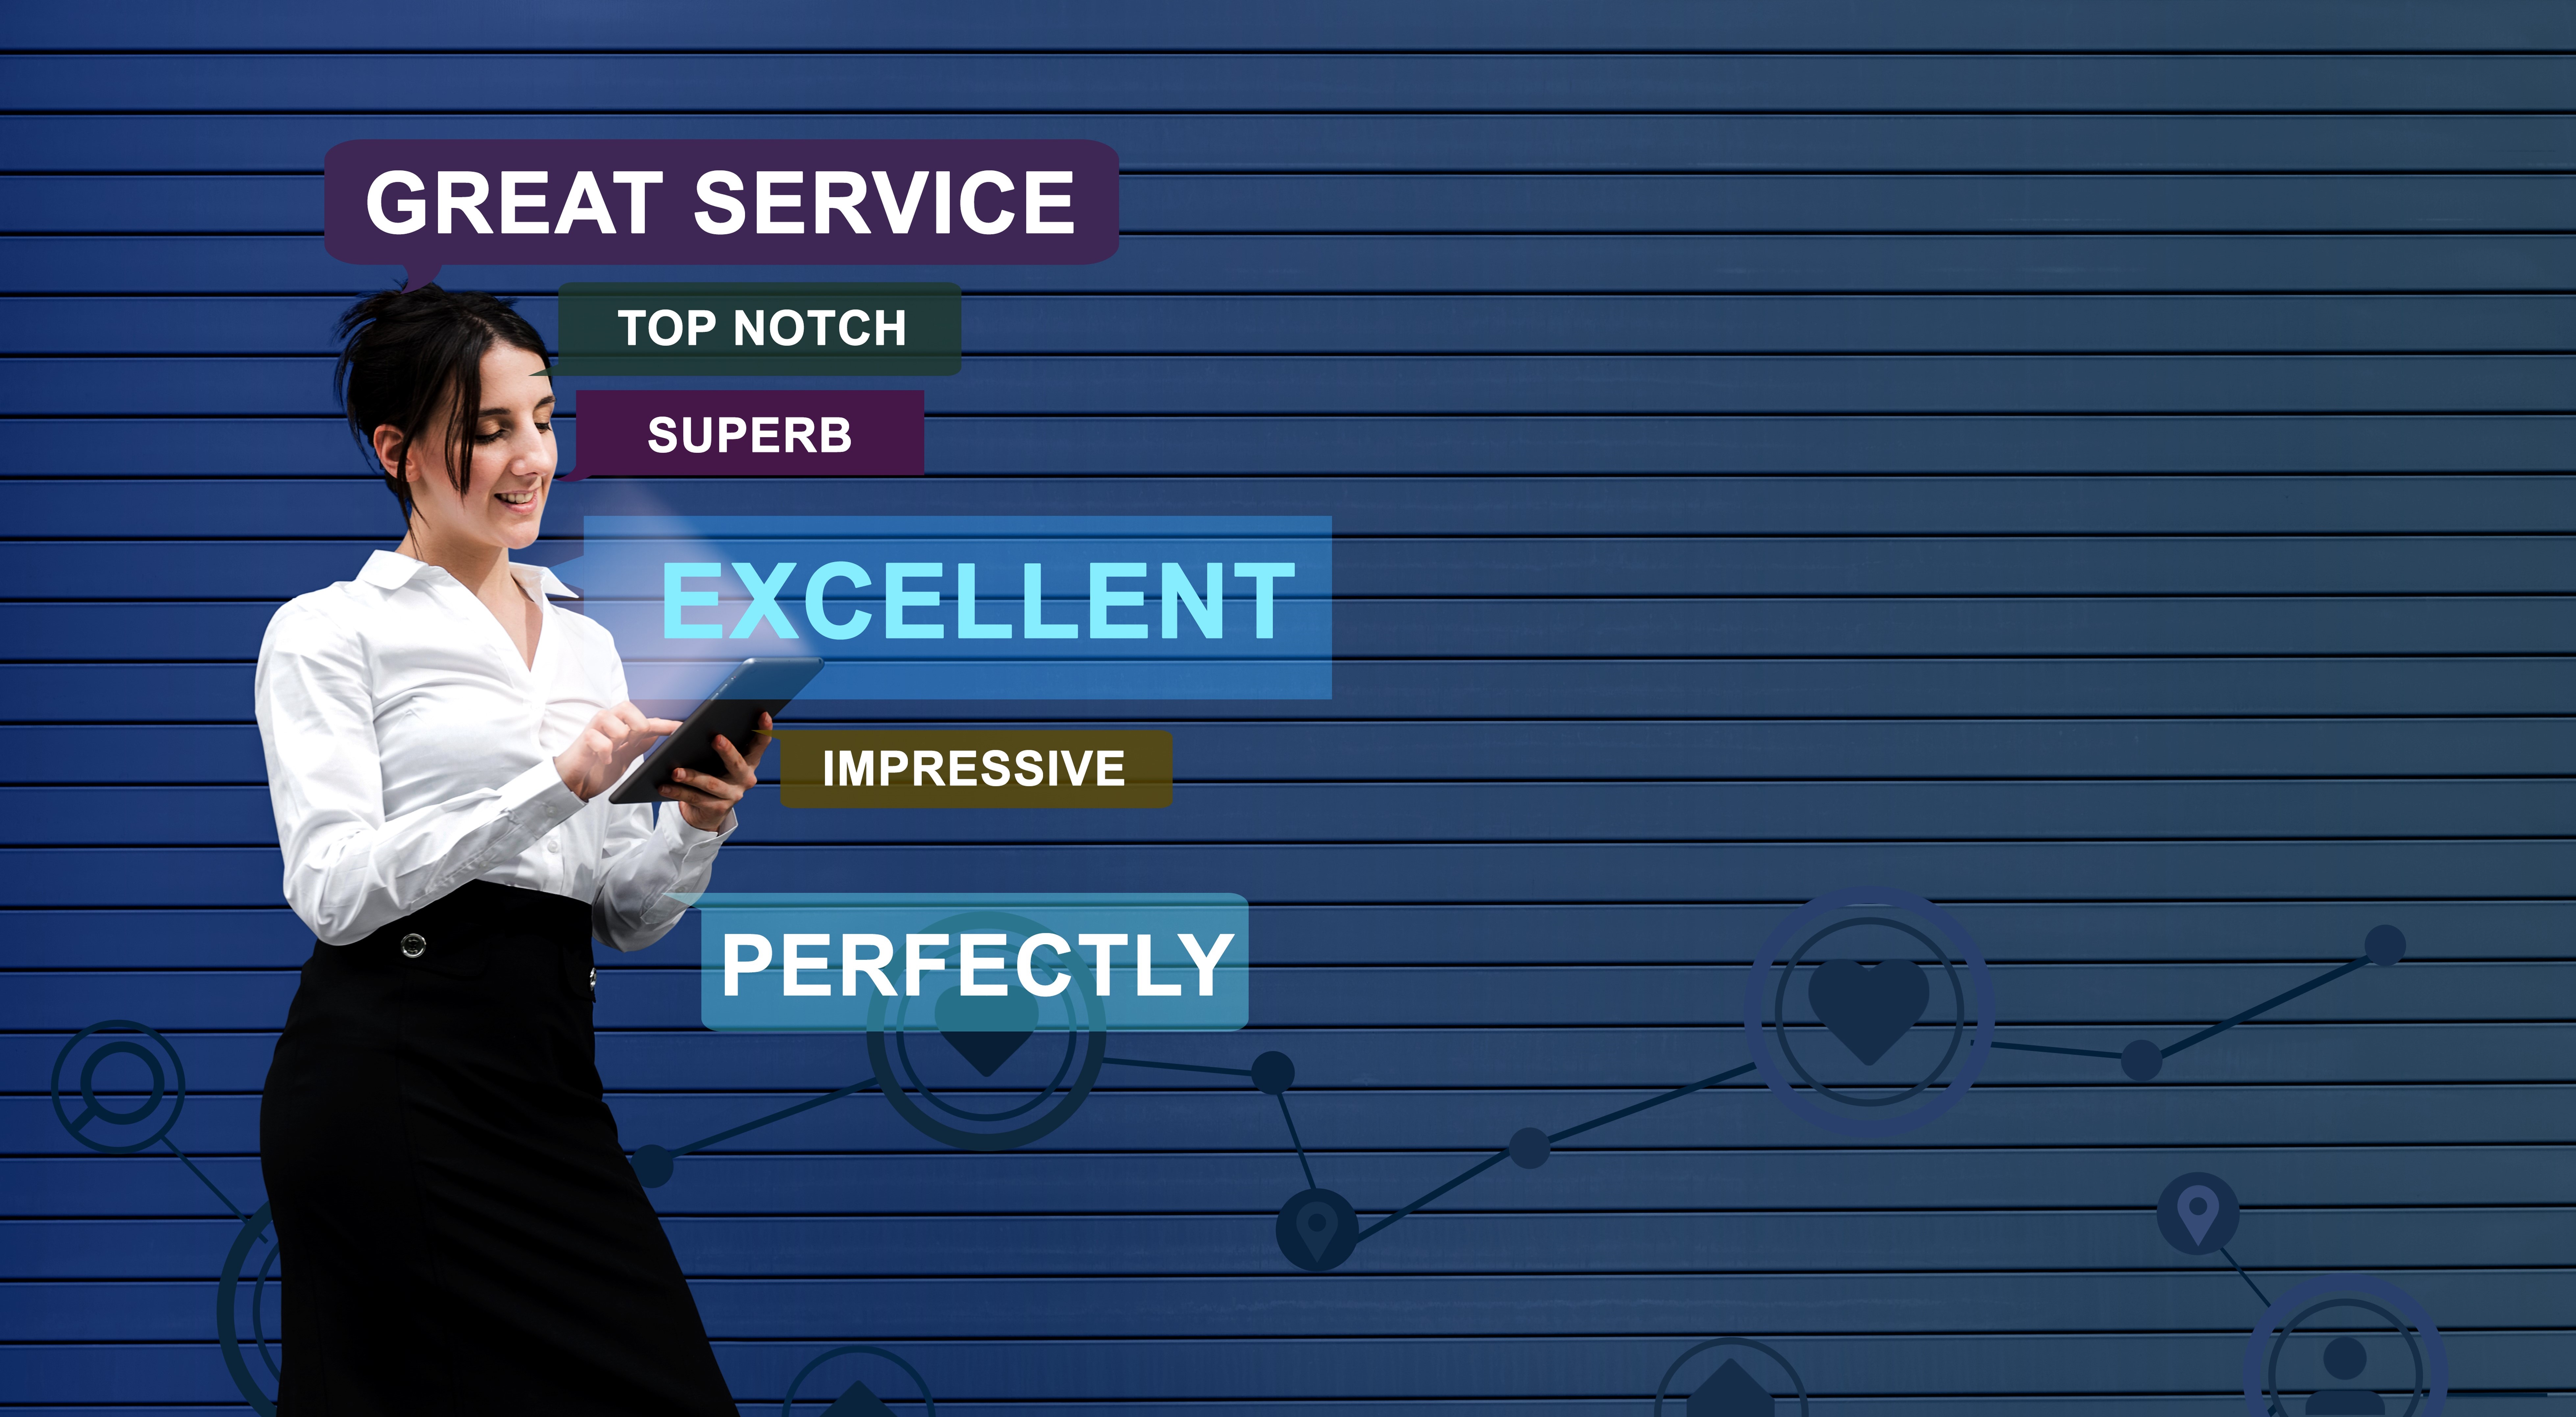 GREAT SERVICE
TOP NOTCH
SUPERB
EXCELLENT
IMPRESSIVE
PERFECTLY